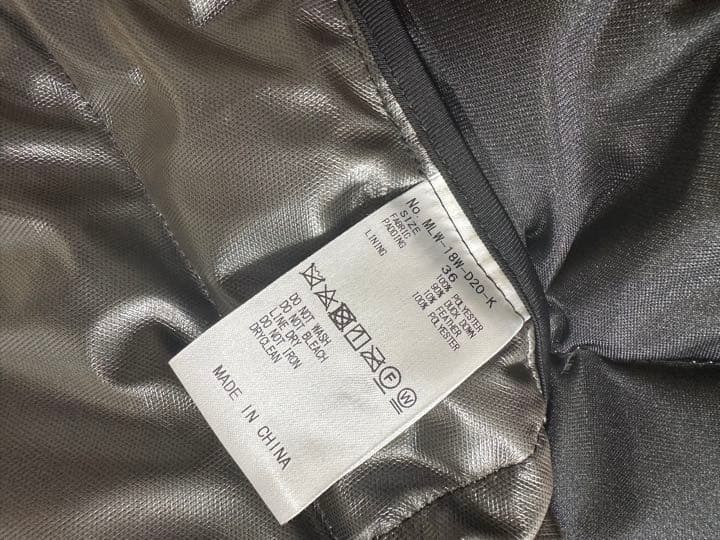 No. MLW-18W-D20-K
SIZE 36
FABRIC 100% POLYESTER
PADDING 90% DUCK DOWN
10% FEATHER
LINING 100% POLYESTER
F W
DO NOT WASH
DO NOT BLEACH
LINE DRY
DO NOT IRON
DRYCLEAN
MADE IN CHINA